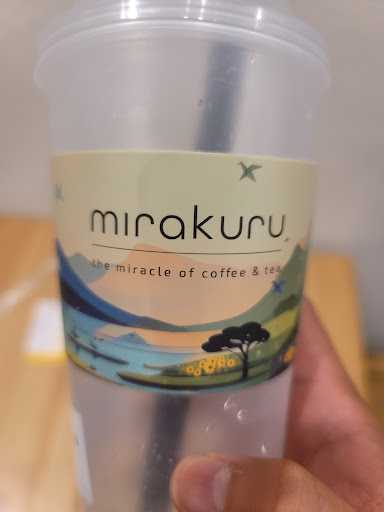 mirakuru
the miracle of coffee & tea